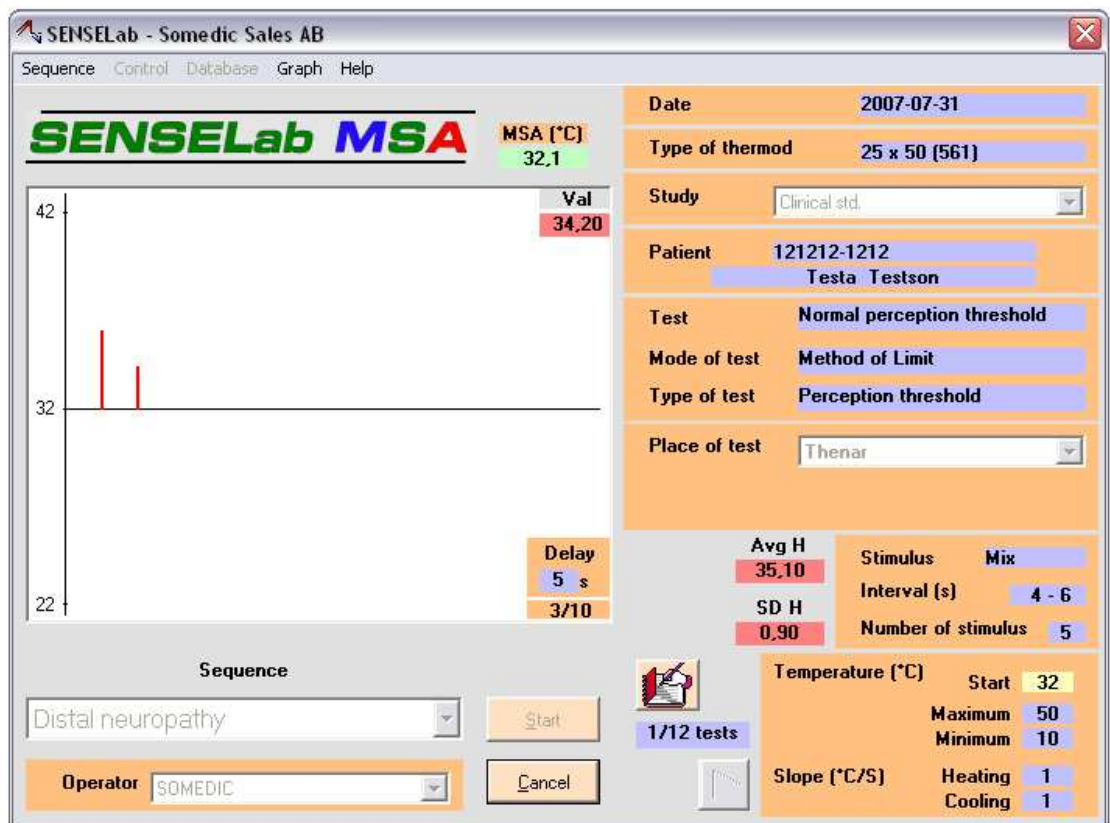 SENSELab - Somedic Sales AB
Sequence Control Database Graph Help
SENSELab MSA
MSA (°C)
32,1
42
Val
34,20
32
Delay
5 s
22
3/10
Date 2007-07-31
Type of thermod 25 x 50 (561)
Study Clinical std.
Patient 121212-1212
Testa Testson
Test Normal perception threshold
Mode of test Method of Limit
Type of test Perception threshold
Place of test Thenar
Avg H
35,10
SD H
0,90
Stimulus Mix
Interval (s) 4 - 6
Number of stimulus 5
Sequence
Distal neuropathy
Start
Operator SOMEDIC
Cancel
1/12 tests
Temperature (°C) Start 32
Maximum 50
Minimum 10
Slope (°C/S) Heating 1
Cooling 1